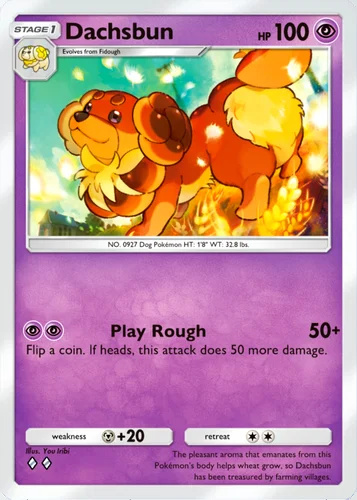 STAGE 1
Dachsbun
HP 100
Evolves from Fidough
NO. 0927 Dog Pokémon HT: 1'8" WT: 32.8 lbs.
Play Rough 50+
Flip a coin. If heads, this attack does 50 more damage.
weakness +20 retreat
Illus. You Iribi
The pleasant aroma that emanates from this
Pokémon's body helps wheat grow, so Dachsbun
has been treasured by farming villages.